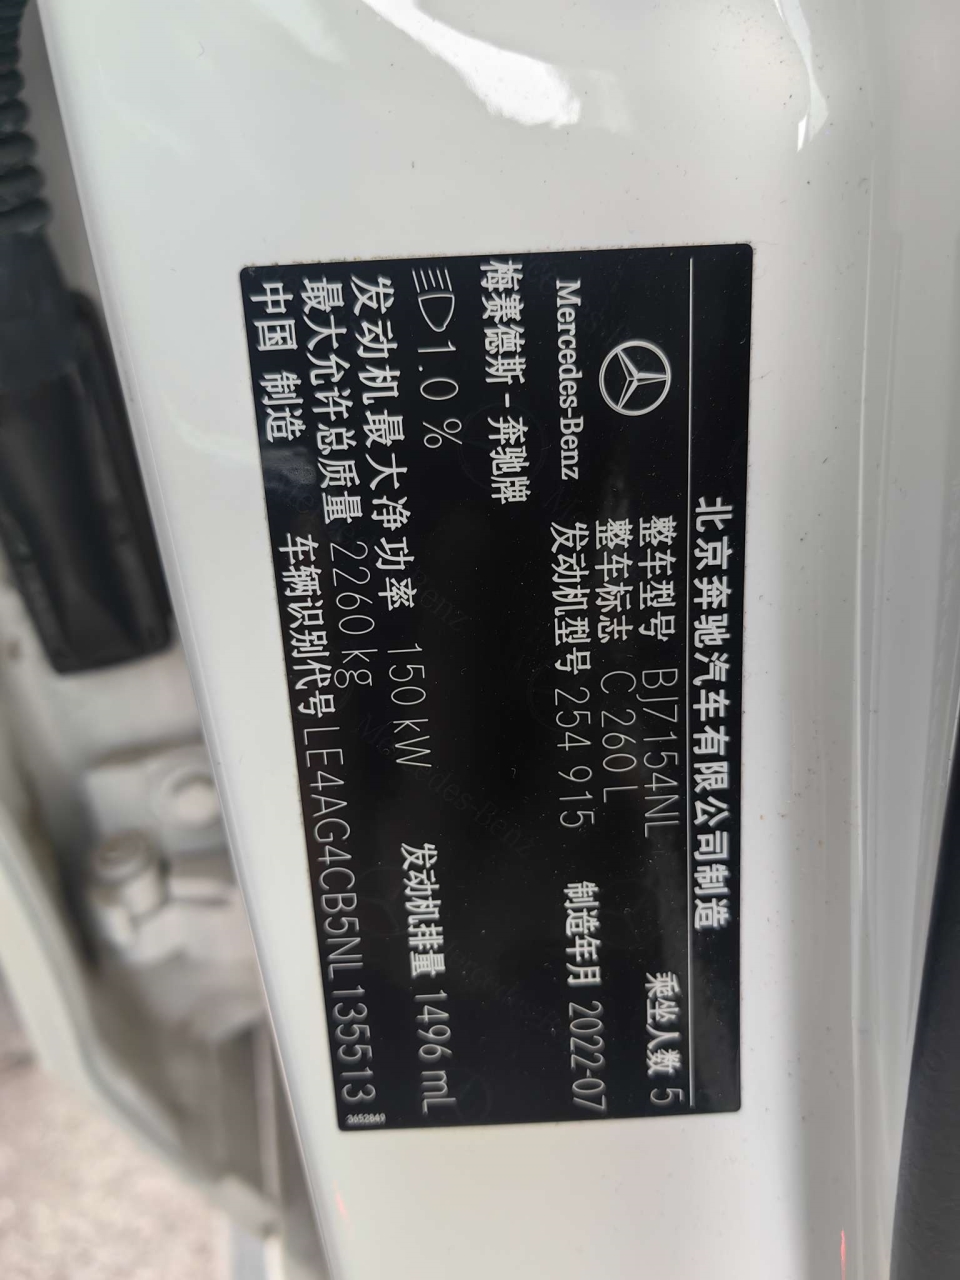 北京奔驰汽车有限公司制造
整车型号 BJ7154NL 乘坐人数 5
整车标志 C 260 L
Mercedes-Benz 发动机型号 254 915 制造年月 2022-07
梅赛德斯-奔驰牌
1.0 %
发动机最大净功率 150 kW 发动机排量 1496 mL
最大允许总质量 2260 kg
中国 制造 车辆识别代号 LE4AG4CB5NL135513
3652849